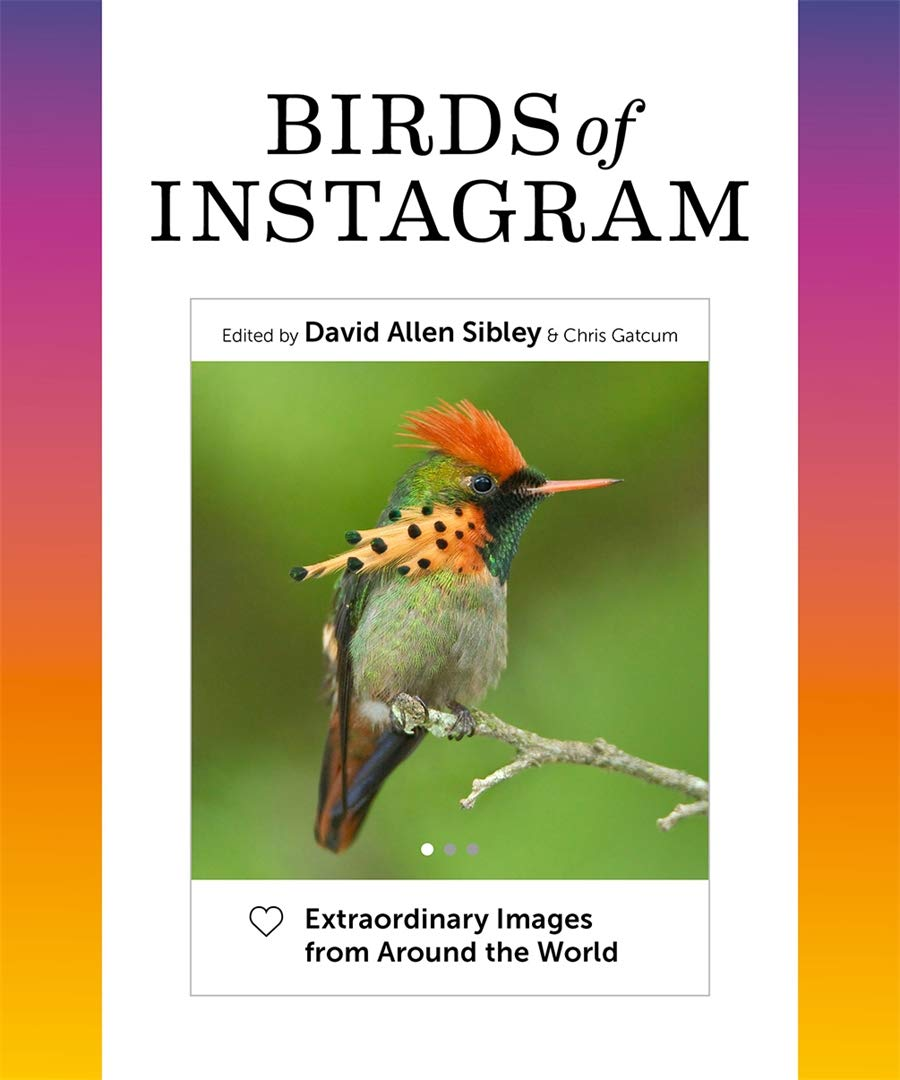 BIRDS of
INSTAGRAM
Edited by David Allen Sibley & Chris Gatcum
Extraordinary Images
from Around the World